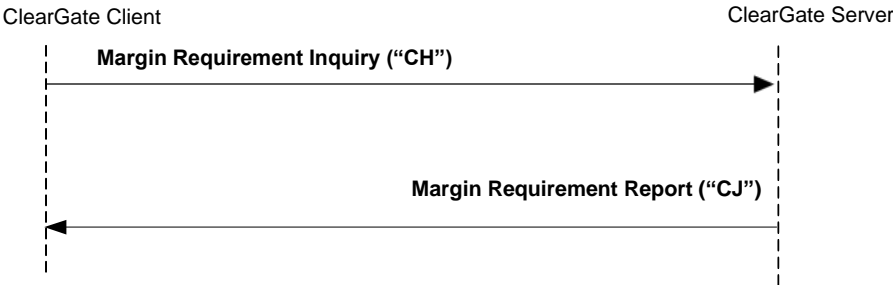 ClearGate Client
ClearGate Server
Margin Requirement Inquiry (“CH”)
Margin Requirement Report (“CJ”)